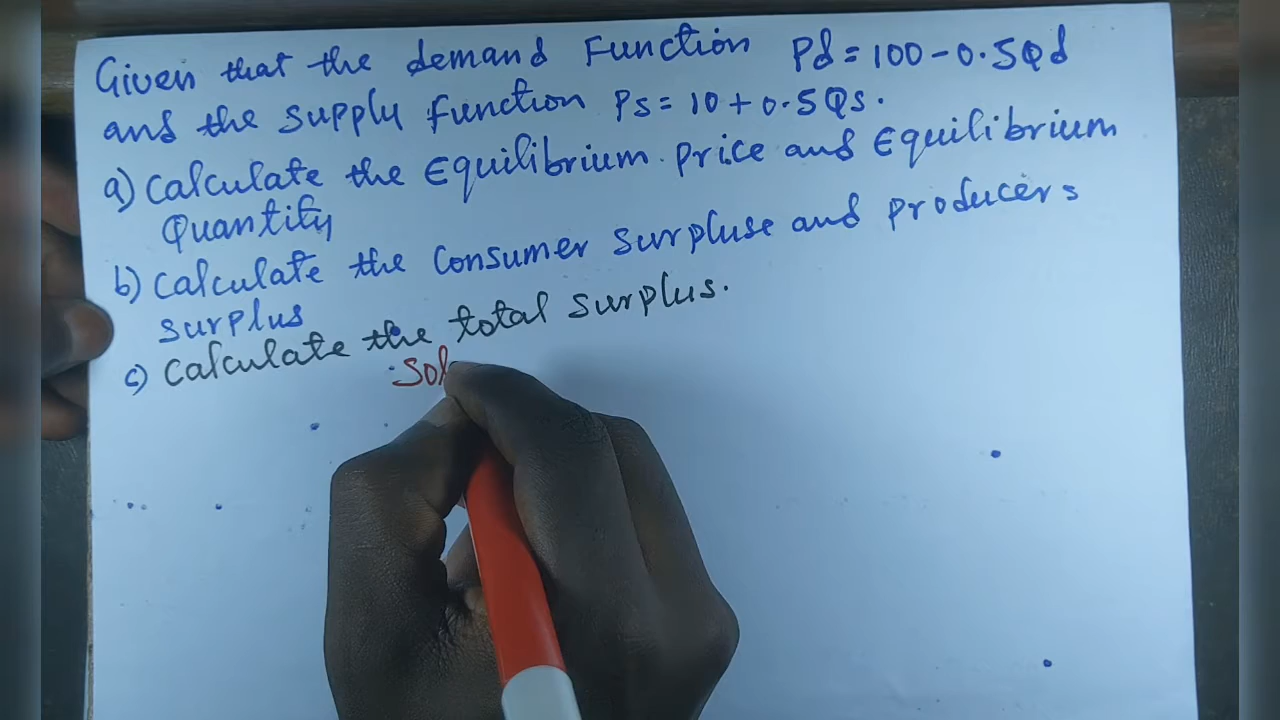 Given that the demand Function Pd = 100 - 0.5Qd
and the supply function Ps = 10 + 0.5Qs.
a) Calculate the Equilibrium price and Equilibrium
Quantity
b) Calculate the Consumer surpluse and producers
surplus
c) Calculate the total surplus.
Sol